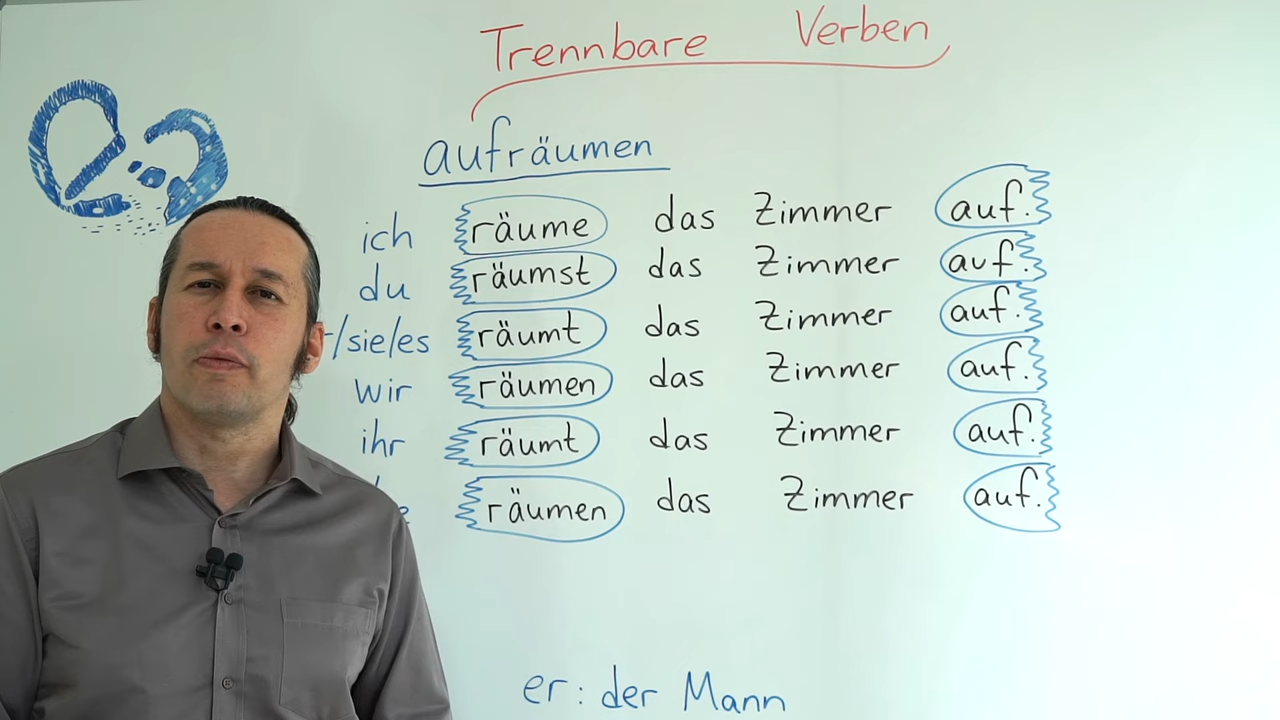 Trennbare Verben
aufräumen
ich räume das Zimmer auf.
du räumst das Zimmer auf.
/sie/es räumt das Zimmer auf.
wir räumen das Zimmer auf.
ihr räumt das Zimmer auf.
räumen das Zimmer auf.
er: der Mann